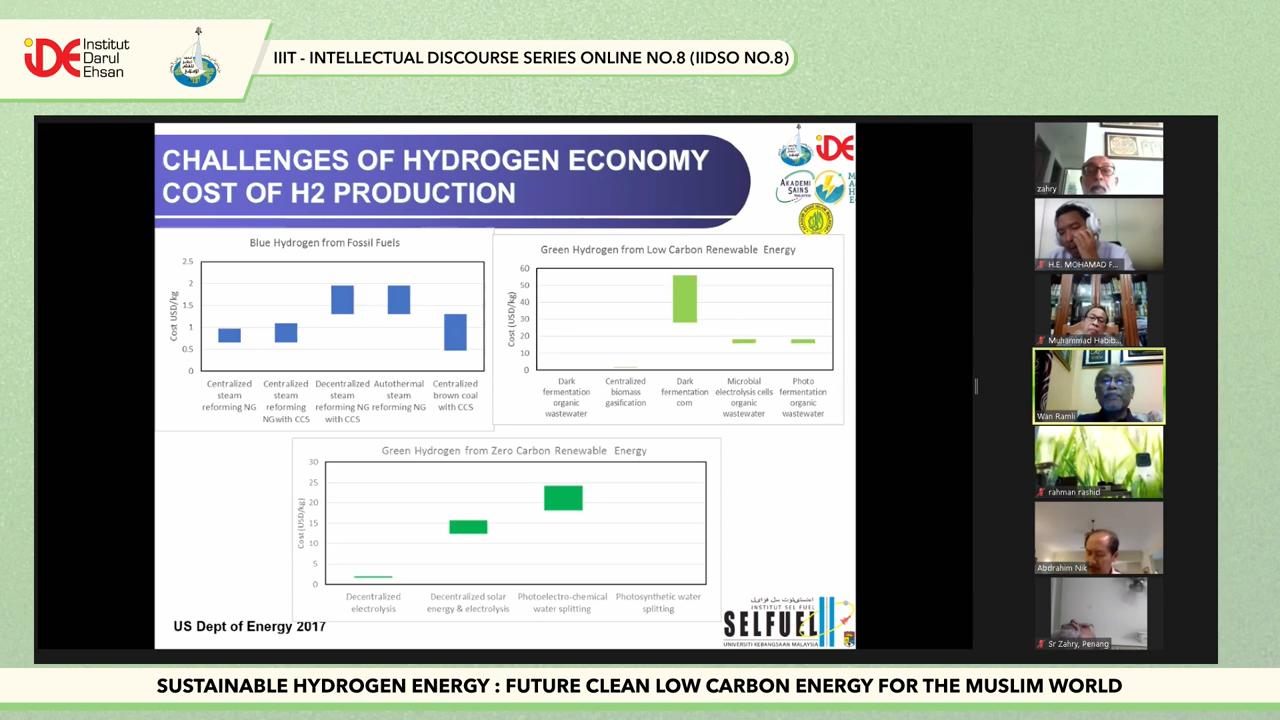 iDE Institut
Darul
Ehsan
IIIT - INTELLECTUAL DISCOURSE SERIES ONLINE NO.8 (IIDSO NO.8)
CHALLENGES OF HYDROGEN ECONOMY
COST OF H2 PRODUCTION
iDE
AKADEMI
SAINS
Blue Hydrogen from Fossil Fuels
Cost USD/kg
2.5
2
1.5
1
0.5
0
Centralized steam reforming NG
Centralized steam reforming NGwith CCS
Decentralized steam reforming NG with CCS
Autothermal steam reforming NG
Centralized brown coal with CCS
Green Hydrogen from Low Carbon Renewable Energy
Cost (USD/kg)
60
50
40
30
20
10
0
Dark fermentation organic wastewater
Centralized biomass gasification
Dark fermentation corn
Microbial electrolysis cells organic wastewater
Photo fermentation organic wastewater
Green Hydrogen from Zero Carbon Renewable Energy
Cost (USD/kg)
30
25
20
15
10
5
0
Decentralized electrolysis
Decentralized solar energy & electrolysis
Photoelectro-chemical water splitting
Photosynthetic water splitting
US Dept of Energy 2017
INSTITUT SEL FUEL
SELFUEL
UNIVERSITI KEBANGSAAN MALAYSIA
zahry
H.E. MOHAMAD F...
Muhammad Habib...
Wan Ramli
rahman rashid
Abdrahim Nik
Sr Zahry, Penang
SUSTAINABLE HYDROGEN ENERGY : FUTURE CLEAN LOW CARBON ENERGY FOR THE MUSLIM WORLD